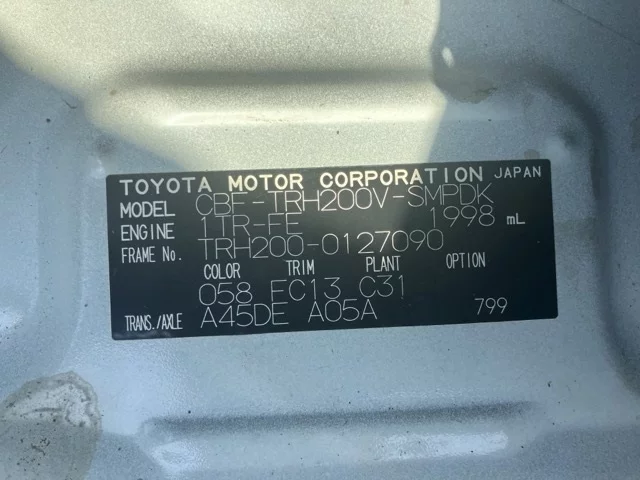 TOYOTA MOTOR CORPORATION JAPAN
MODEL CBF-TRH200V-SMPDK
ENGINE 1TR-FE 1998 mL
FRAME No. TRH200-0127090
COLOR TRIM PLANT OPTION
058 FC13 C31
TRANS./AXLE A45DE A05A 799